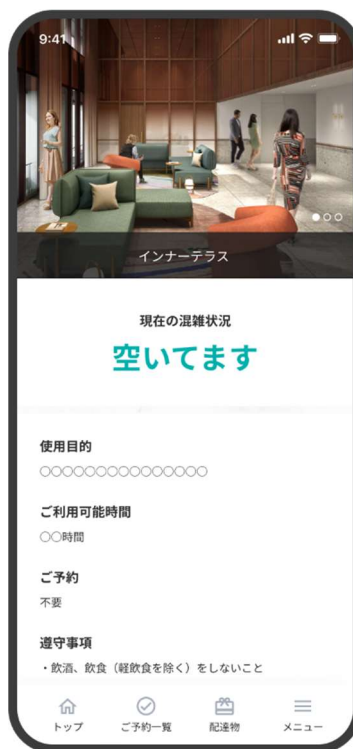 9:41
インナーテラス
現在の混雑状況
空いてます
使用目的
○○○○○○○○○○○○○○○
ご利用可能時間
○○時間
ご予約
不要
遵守事項
・飲酒、飲食（軽飲食を除く）をしないこと
トップ
ご予約一覧
配達物
メニュー